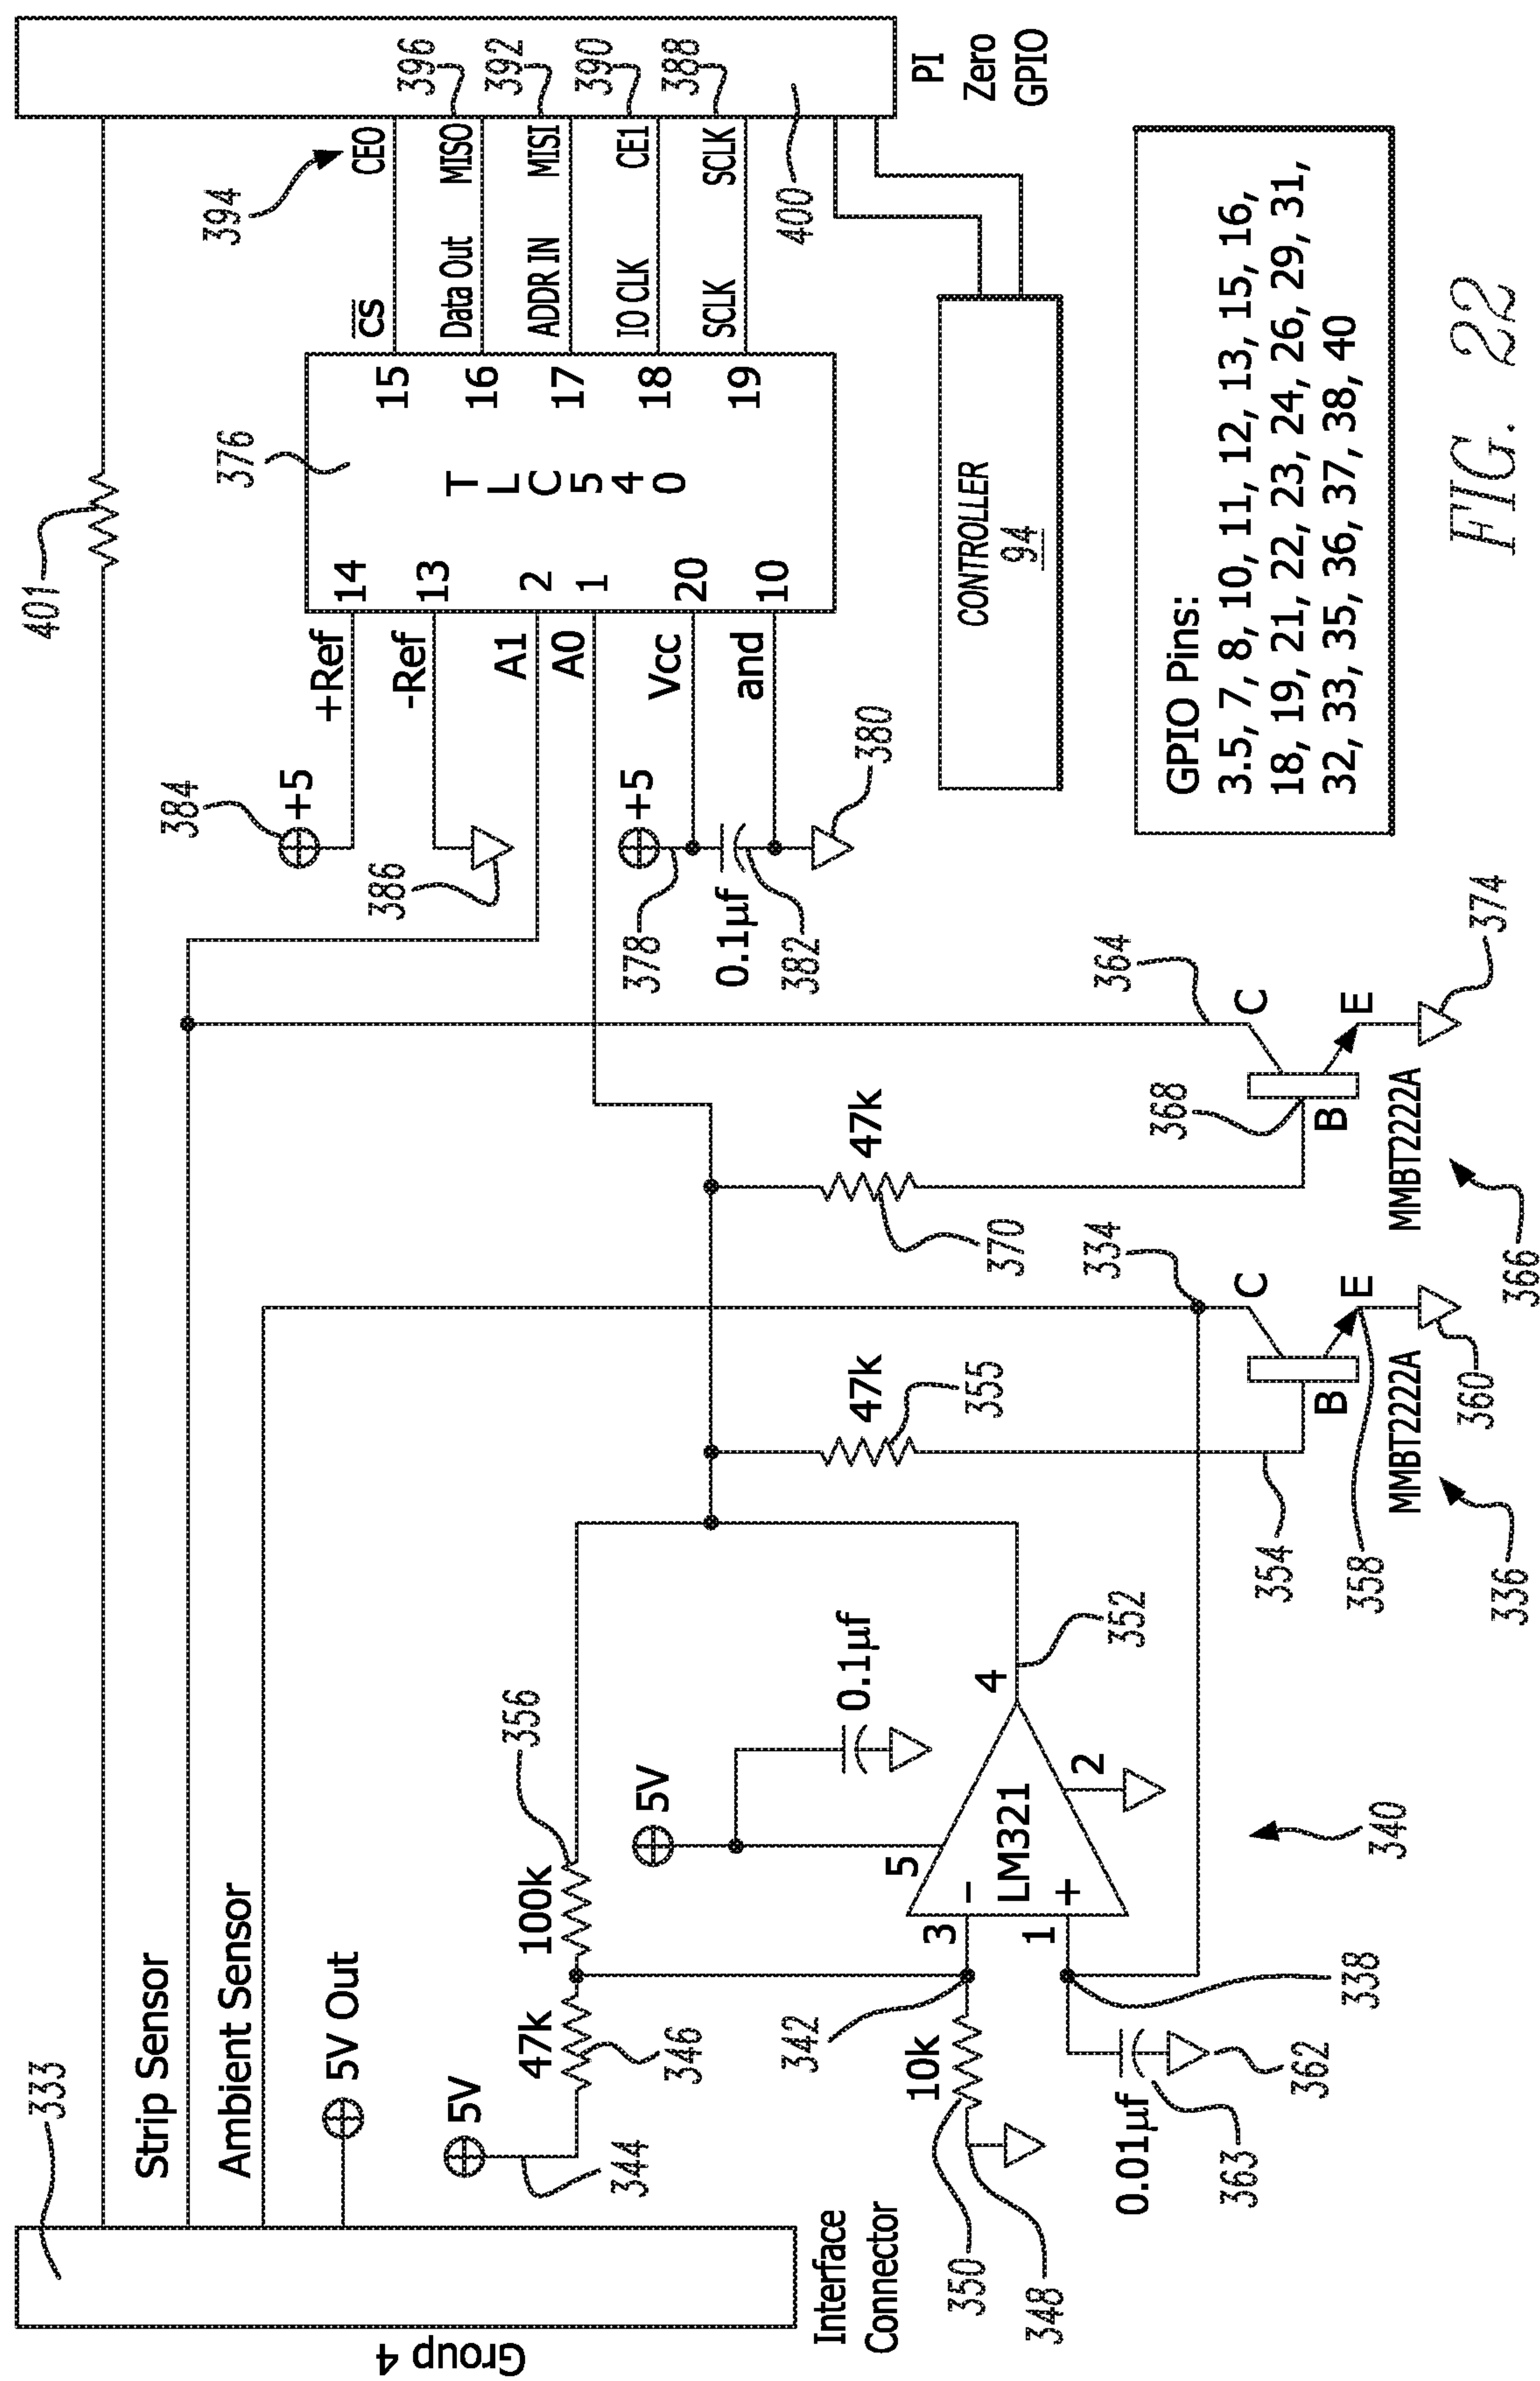 333
Strip Sensor
Ambient Sensor
5V Out
Group 4
Interface
Connector
5V
344
47k
346
100k
356
5V
0.1µf
5
3
−
LM321
1
+
4
2
352
340
342
10k
350
348
338
0.01µf
363
362
47k
355
334
354
358
C
B
E
MMBT2222A
336
360
47k
370
364
368
C
B
E
MMBT2222A
366
374
401
384
+5
+Ref
14
386
-Ref
13
A1
2
A0
1
+5
378
Vcc
20
0.1µf
382
and
10
380
376
T
L
C
5
4
0
15
16
17
18
19
394
CS CEO
Data Out MISO
396
ADDR IN MISI
392
IO CLK CE1
390
SCLK SCLK
388
400
PI
Zero
GPIO
CONTROLLER
94
GPIO Pins:
3.5, 7, 8, 10, 11, 12, 13, 15, 16,
18, 19, 21, 22, 23, 24, 26, 29, 31,
32, 33, 35, 36, 37, 38, 40
FIG. 22